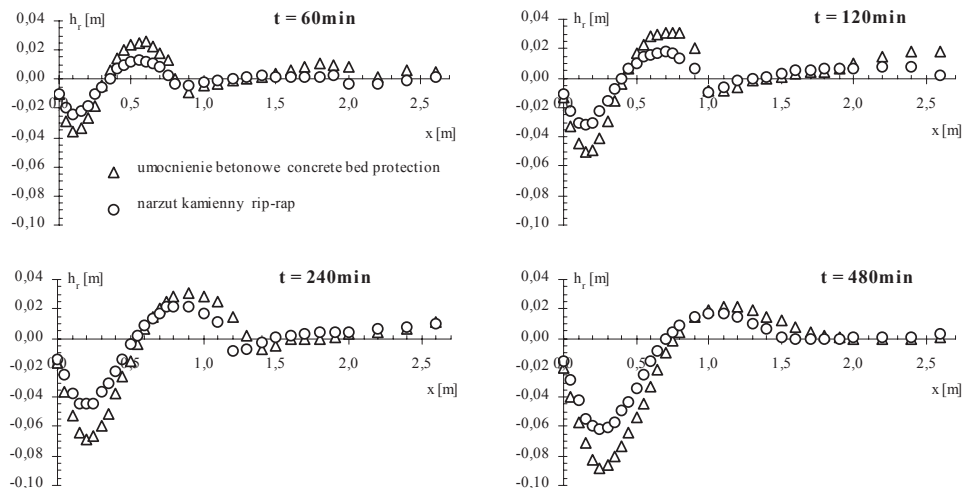 0,04 h_r [m] t = 60min
0,02
0,00
0,0 0,5 1,0 1,5 2,0 2,5
-0,02
x [m]
-0,04
-0,06 umocnienie betonowe concrete bed protection
-0,08 narzut kamienny rip-rap
-0,10
0,04 h_r [m] t = 120min
0,02
0,00
0,0 0,5 1,0 1,5 2,0 2,5
-0,02
x [m]
-0,04
-0,06
-0,08
-0,10
0,04 h_r [m] t = 240min
0,02
0,00
0,0 0,5 1,0 1,5 2,0 2,5
-0,02
x [m]
-0,04
-0,06
-0,08
-0,10
0,04 h_r [m] t = 480min
0,02
0,00
0,0 0,5 1,0 1,5 2,0 2,5
-0,02
x [m]
-0,04
-0,06
-0,08
-0,10